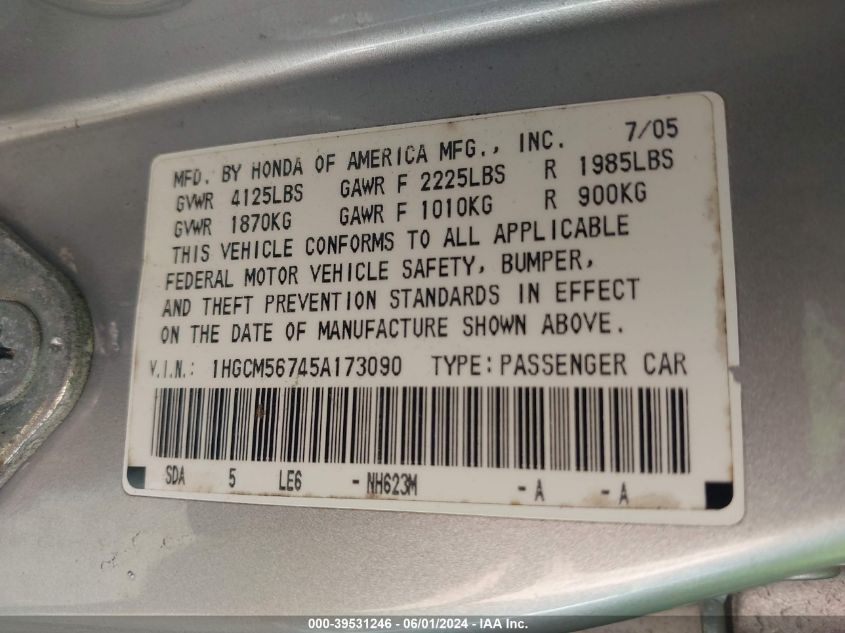 MFD. BY HONDA OF AMERICA MFG., INC. 7/05
GVWR 4125LBS GAWR F 2225LBS R 1985LBS
GVWR 1870KG GAWR F 1010KG R 900KG
THIS VEHICLE CONFORMS TO ALL APPLICABLE
FEDERAL MOTOR VEHICLE SAFETY, BUMPER,
AND THEFT PREVENTION STANDARDS IN EFFECT
ON THE DATE OF MANUFACTURE SHOWN ABOVE.
V.I.N.: 1HGCM56745A173090 TYPE: PASSENGER CAR
SDA 5 LE6 - NH623M - A - A
000-39531246 - 06/01/2024 - IAA Inc.